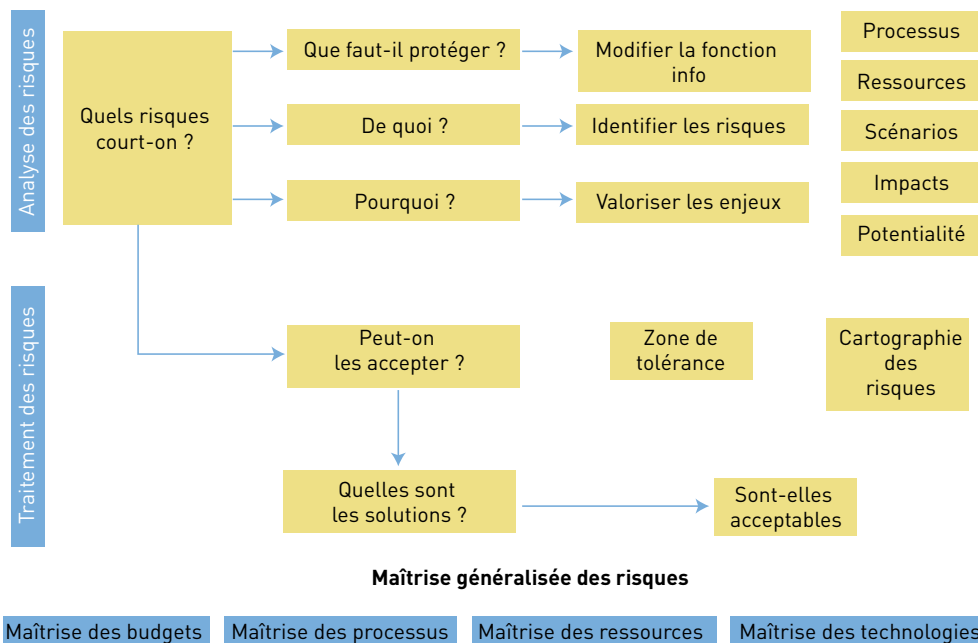 Analyse des risques
Quels risques
court-on ?
Que faut-il protéger ?
Modifier la fonction
info
De quoi ?
Identifier les risques
Pourquoi ?
Valoriser les enjeux
Processus
Ressources
Scénarios
Impacts
Potentialité
Traitement des risques
Peut-on
les accepter ?
Zone de
tolérance
Cartographie
des
risques
Quelles sont
les solutions ?
Sont-elles
acceptables
Maîtrise généralisée des risques
Maîtrise des budgets
Maîtrise des processus
Maîtrise des ressources
Maîtrise des technologies